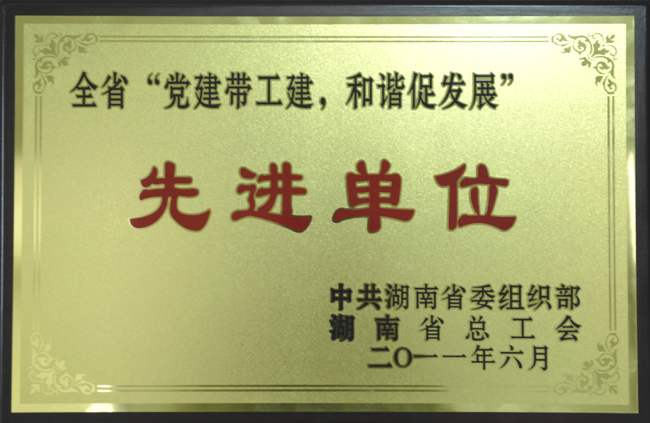 全省“党建带工建，和谐促发展”
先进单位
中共湖南省委组织部
湖南省总工会
二〇一一年六月